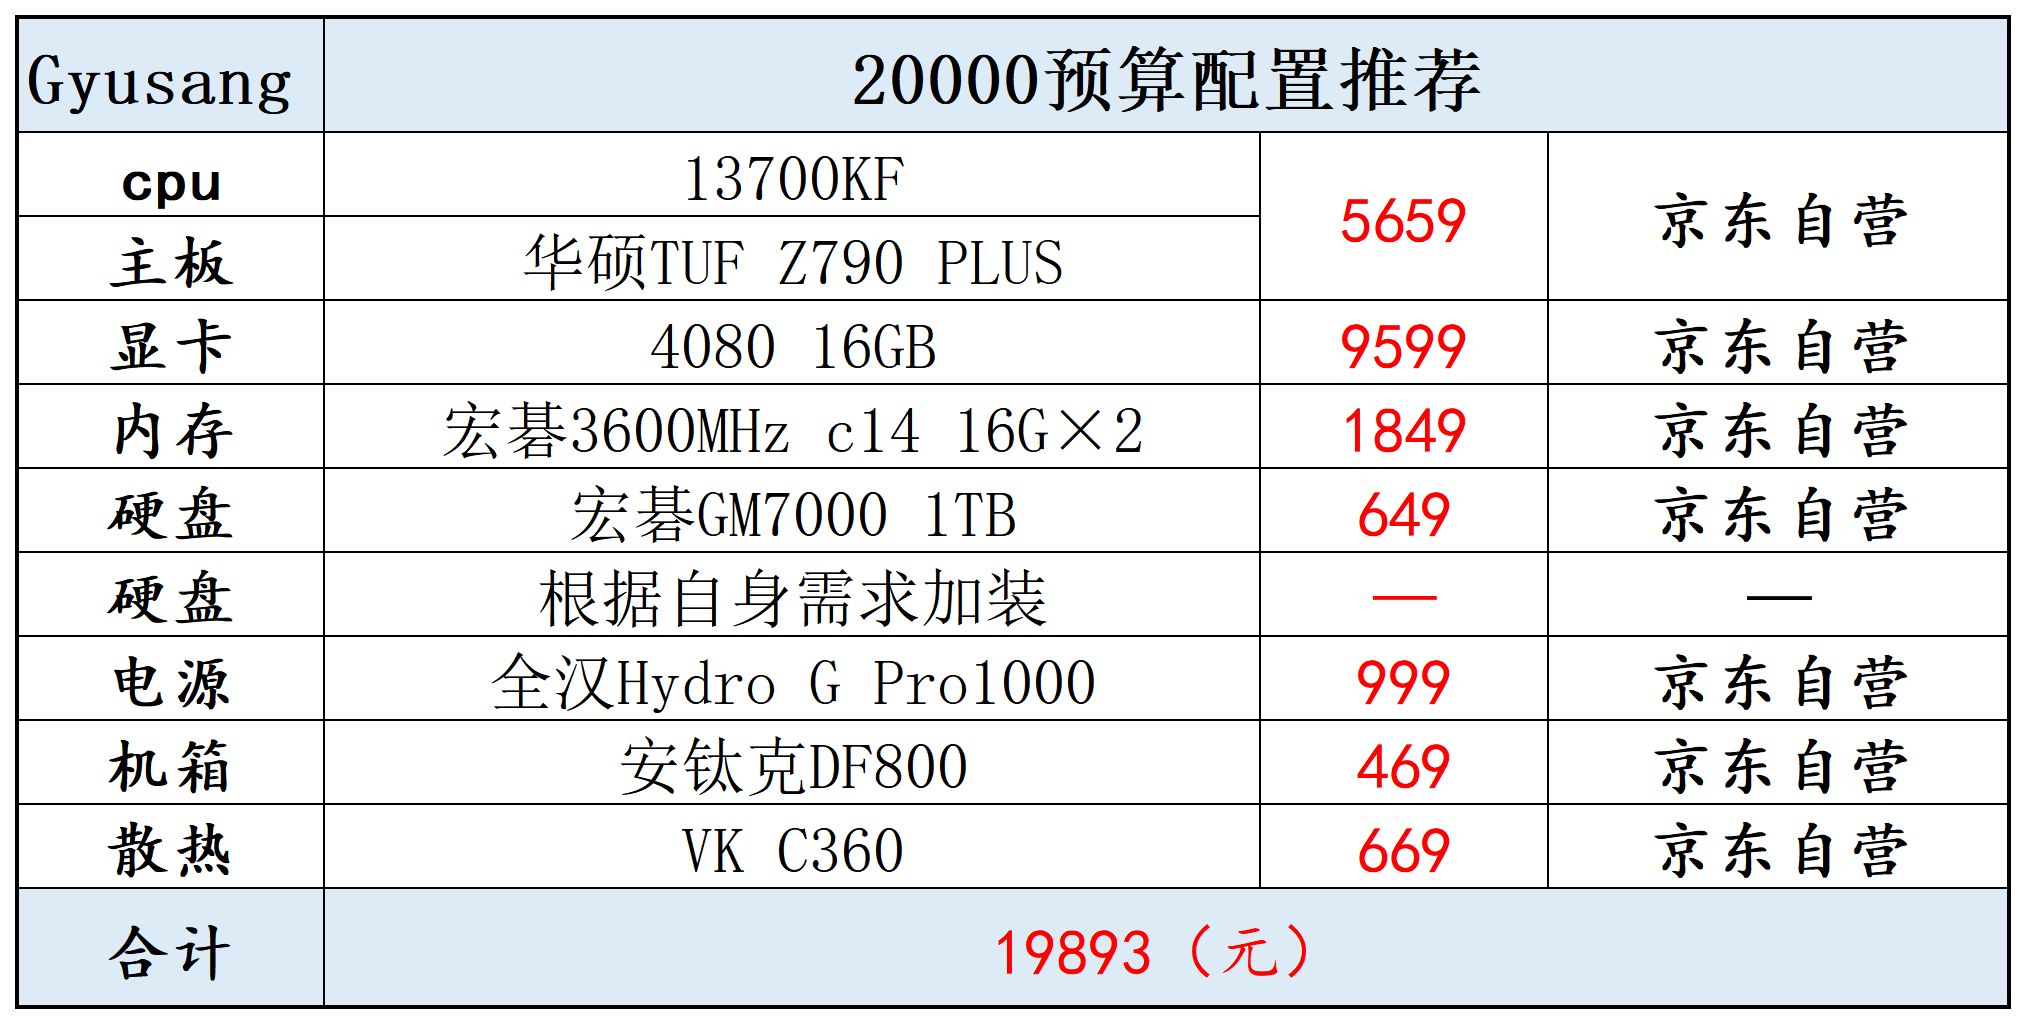 Gyusang 20000预算配置推荐
cpu 13700KF 5659 京东自营
主板 华硕TUF Z790 PLUS
显卡 4080 16GB 9599 京东自营
内存 宏碁3600MHz c14 16G×2 1849 京东自营
硬盘 宏碁GM7000 1TB 649 京东自营
硬盘 根据自身需求加装 — —
电源 全汉Hydro G Pro1000 999 京东自营
机箱 安钛克DF800 469 京东自营
散热 VK C360 669 京东自营
合计 19893（元）